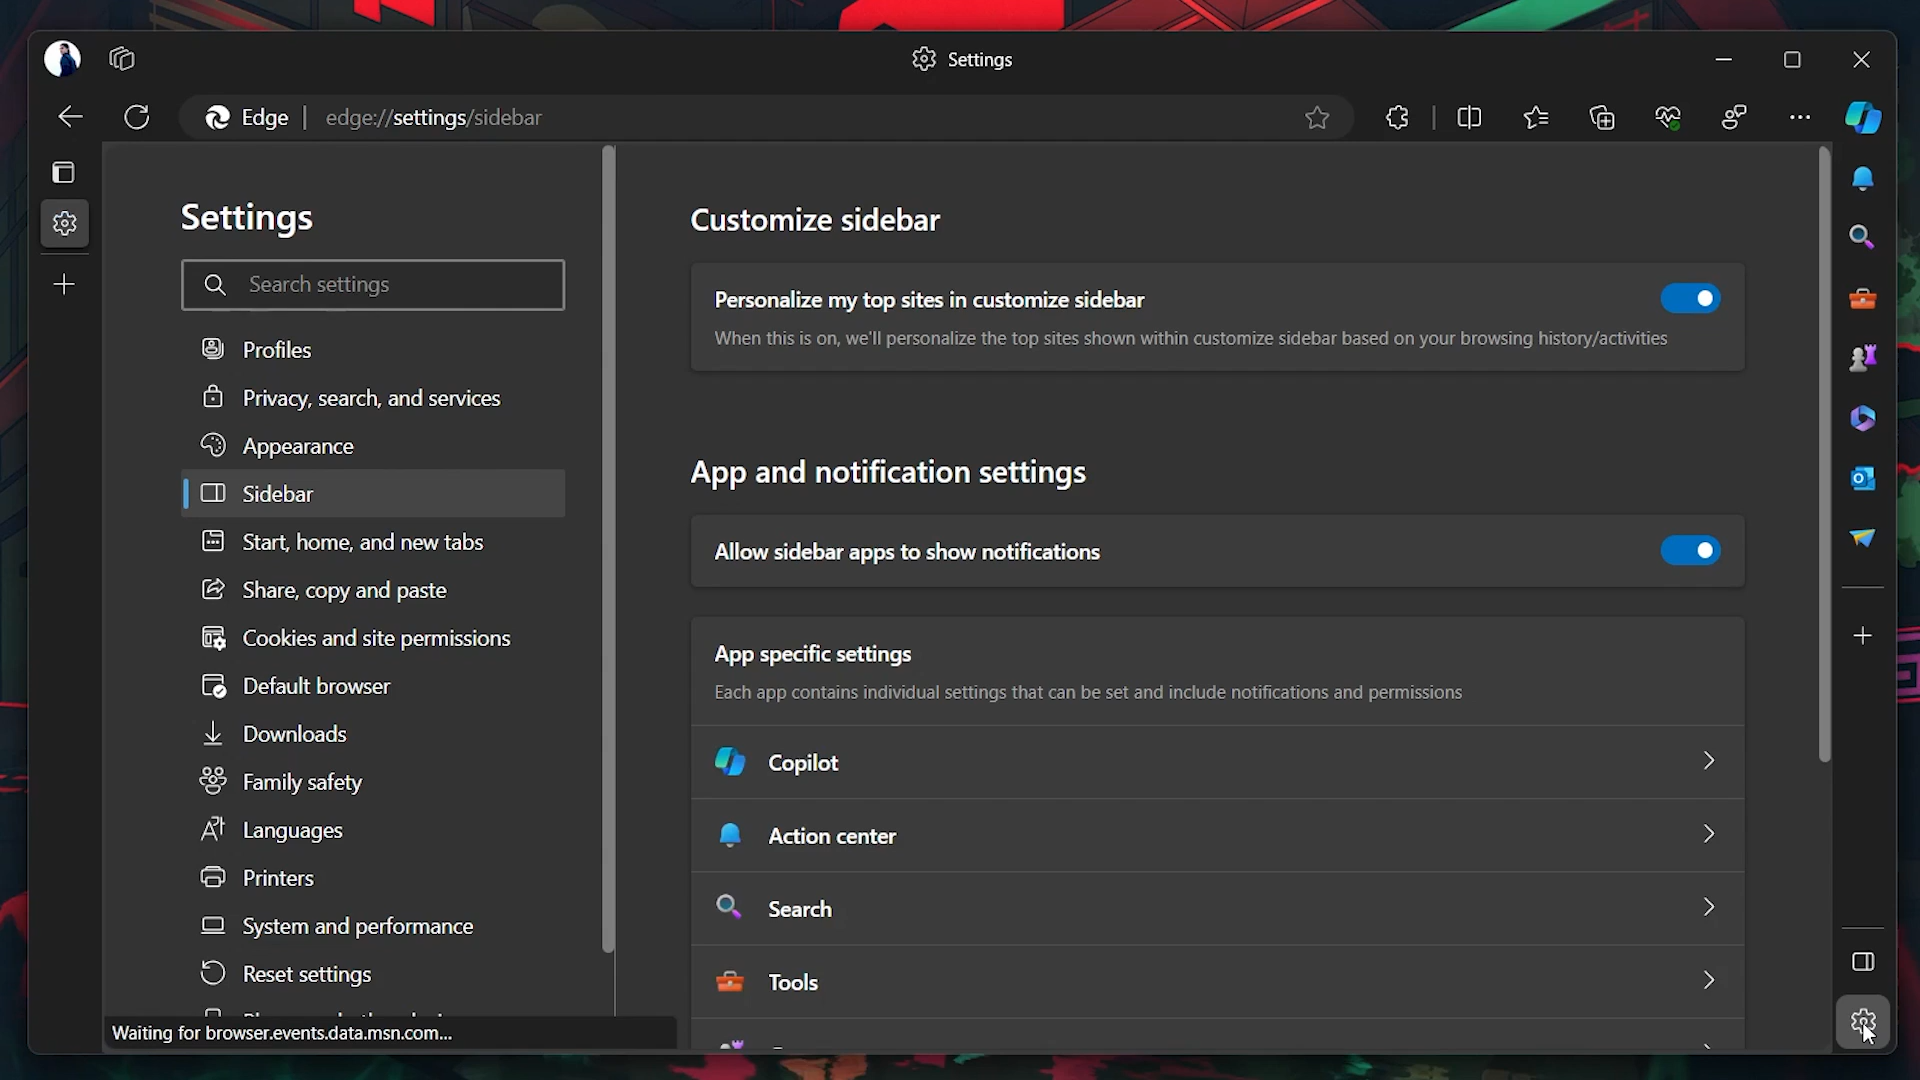 Settings
Edge
edge://settings/sidebar
Settings
Search settings
Profiles
Privacy, search, and services
Appearance
Sidebar
Start, home, and new tabs
Share, copy and paste
Cookies and site permissions
Default browser
Downloads
Family safety
Languages
Printers
System and performance
Reset settings
Waiting for browser.events.data.msn.com...
Customize sidebar
Personalize my top sites in customize sidebar
When this is on, we'll personalize the top sites shown within customize sidebar based on your browsing history/activities
App and notification settings
Allow sidebar apps to show notifications
App specific settings
Each app contains individual settings that can be set and include notifications and permissions
Copilot
Action center
Search
Tools